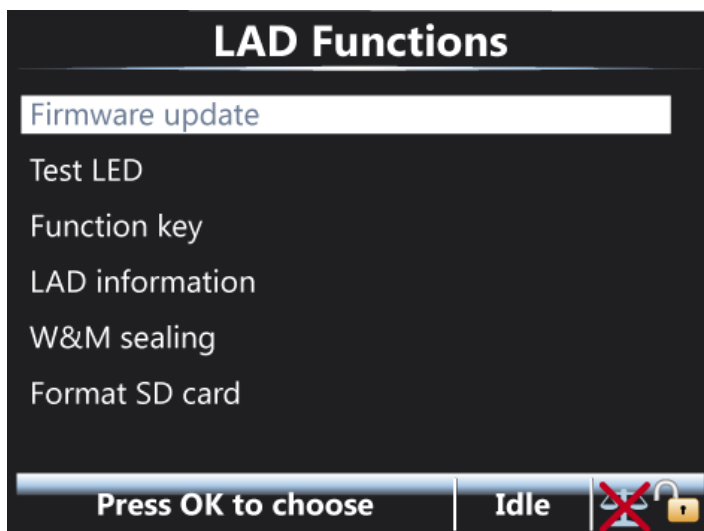 LAD Functions
Firmware update
Test LED
Function key
LAD information
W&M sealing
Format SD card
Press OK to choose
Idle